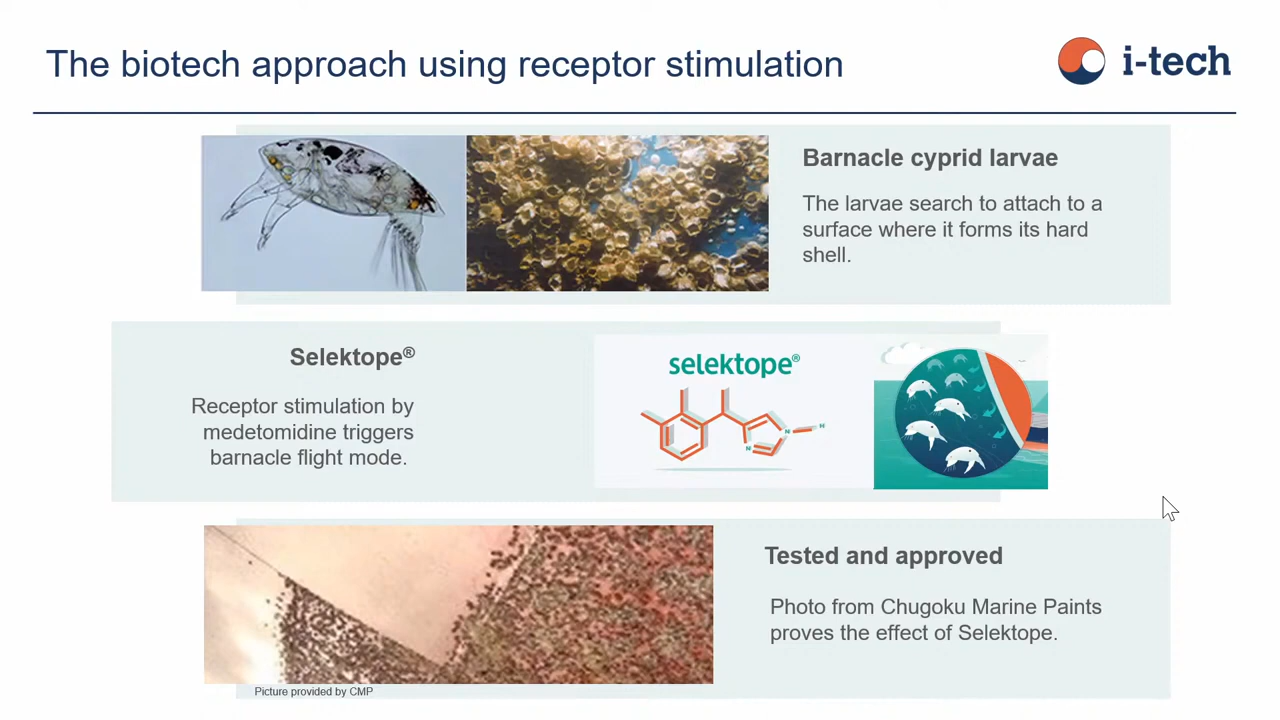 The biotech approach using receptor stimulation
i-tech
Barnacle cyprid larvae
The larvae search to attach to a
surface where it forms its hard
shell.
Selektope®
Receptor stimulation by
medetomidine triggers
barnacle flight mode.
selektope®
N
H
N
Tested and approved
Photo from Chugoku Marine Paints
proves the effect of Selektope.
Picture provided by CMP